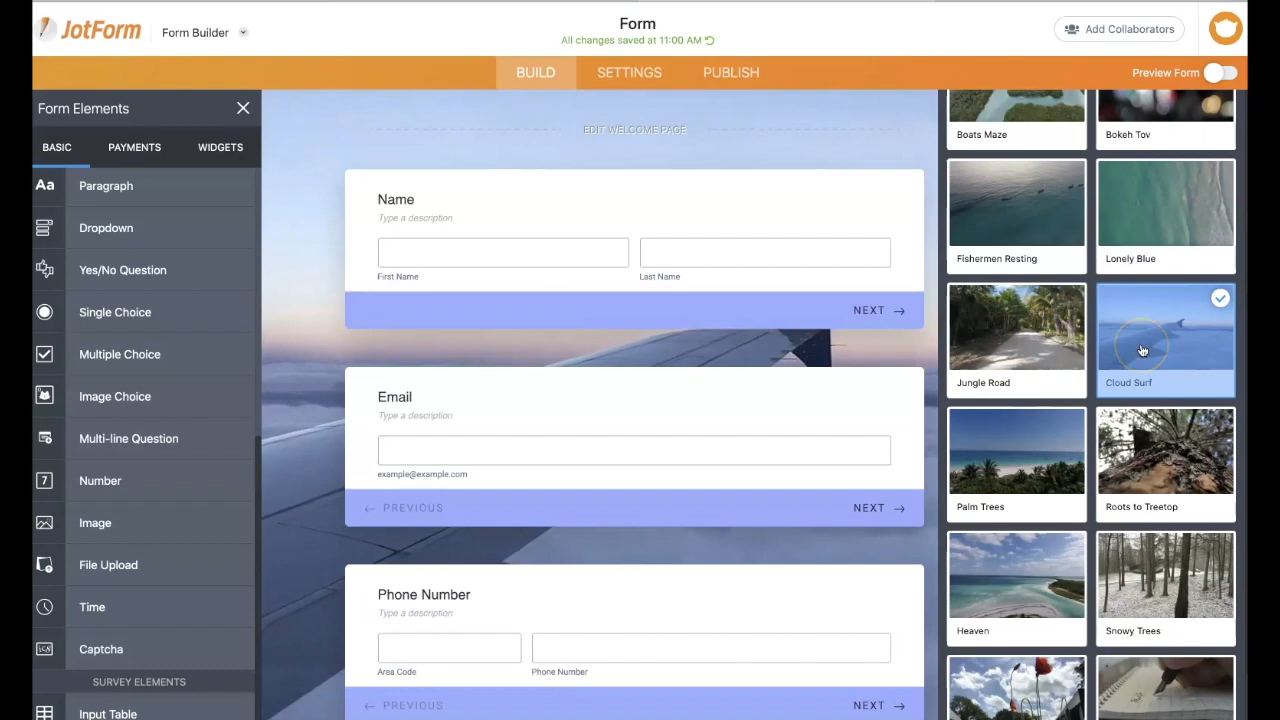 JotForm
Form Builder
Form
All changes saved at 11:00 AM
Add Collaborators
BUILD
SETTINGS
PUBLISH
Preview Form
Form Elements
BASIC
PAYMENTS
WIDGETS
Aa Paragraph
Dropdown
Yes/No Question
Single Choice
Multiple Choice
Image Choice
Multi-line Question
7 Number
Image
File Upload
Time
Captcha
SURVEY ELEMENTS
Input Table
EDIT WELCOME PAGE
Name
Type a description
First Name
Last Name
NEXT →
Email
Type a description
example@example.com
← PREVIOUS
NEXT →
Phone Number
Type a description
Area Code
Phone Number
← PREVIOUS
NEXT →
Boats Maze
Bokeh Tov
Fishermen Resting
Lonely Blue
Jungle Road
Cloud Surf
Palm Trees
Roots to Treetop
Heaven
Snowy Trees